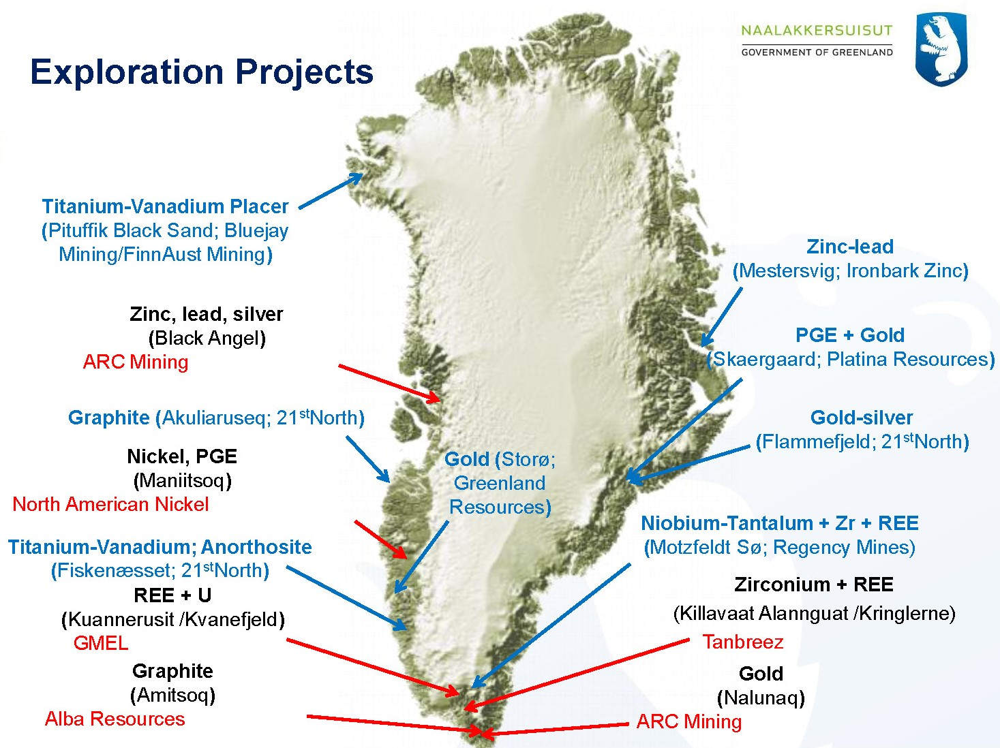 NAALAKKERSUISUT
GOVERNMENT OF GREENLAND
Exploration Projects
Titanium-Vanadium Placer
(Pituffik Black Sand; Bluejay
Mining/FinnAust Mining)
Zinc, lead, silver
(Black Angel)
ARC Mining
Graphite (Akuliaruseq; 21stNorth)
Nickel, PGE
(Maniitsoq)
North American Nickel
Titanium-Vanadium; Anorthosite
(Fiskenæsset; 21stNorth)
REE + U
(Kuannerusit /Kvanefjeld)
GMEL
Graphite
(Amitsoq)
Alba Resources
Gold (Storø;
Greenland
Resources)
Zinc-lead
(Mestersvig; Ironbark Zinc)
PGE + Gold
(Skaergaard; Platina Resources)
Gold-silver
(Flammefjeld; 21stNorth)
Niobium-Tantalum + Zr + REE
(Motzfeldt Sø; Regency Mines)
Zirconium + REE
(Killavaat Alannguat /Kringlerne)
Tanbreez
Gold
(Nalunaq)
ARC Mining